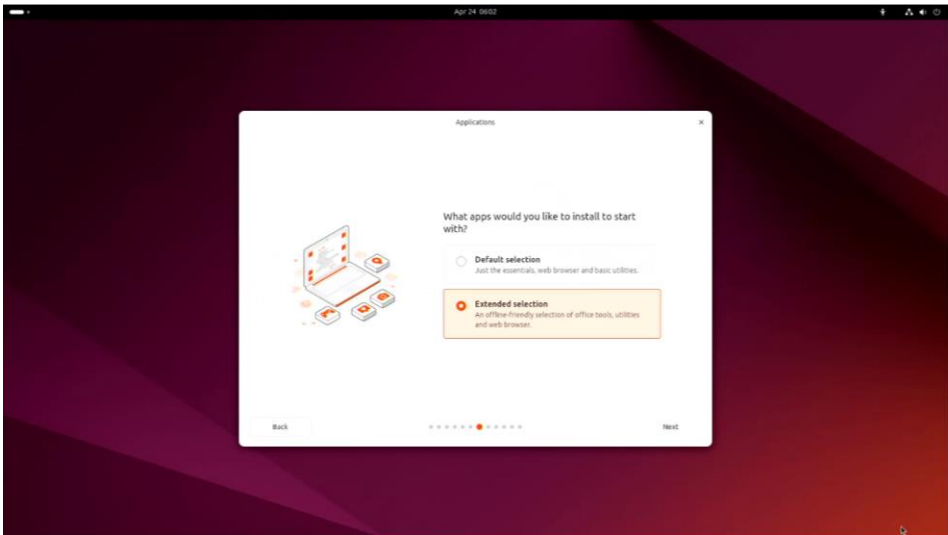 Apr 24 06:02
Applications
What apps would you like to install to start
with?
Default selection
Just the essentials, web browser and basic utilities.
Extended selection
An offline-friendly selection of office tools, utilities
and web browser.
Back
Next